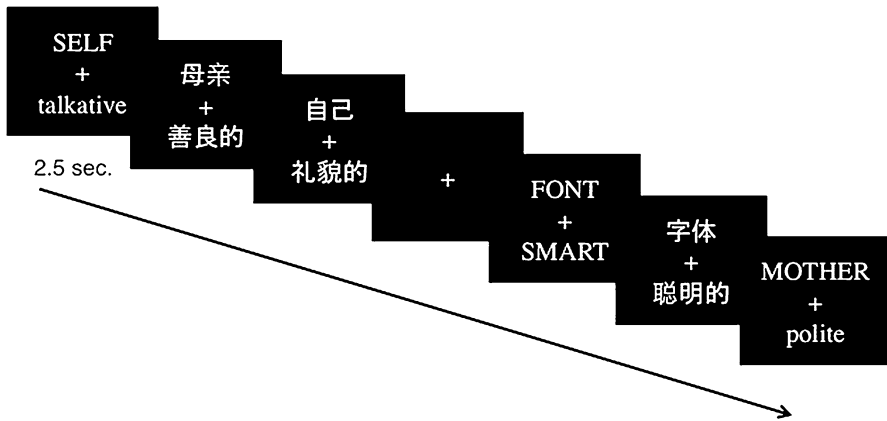 SELF
+
talkative
母亲
+
善良的
自己
+
礼貌的
+
FONT
+
SMART
字体
+
聪明的
MOTHER
+
polite
2.5 sec.